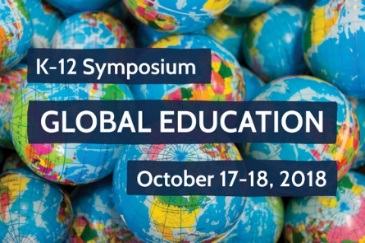 K-12 Symposium
GLOBAL EDUCATION
October 17-18, 2018